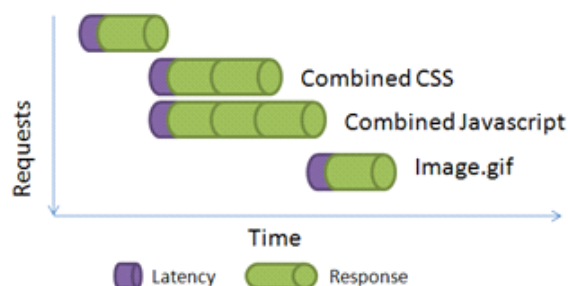 Combined CSS
Combined Javascript
Image.gif
Requests
Time
Latency
Response